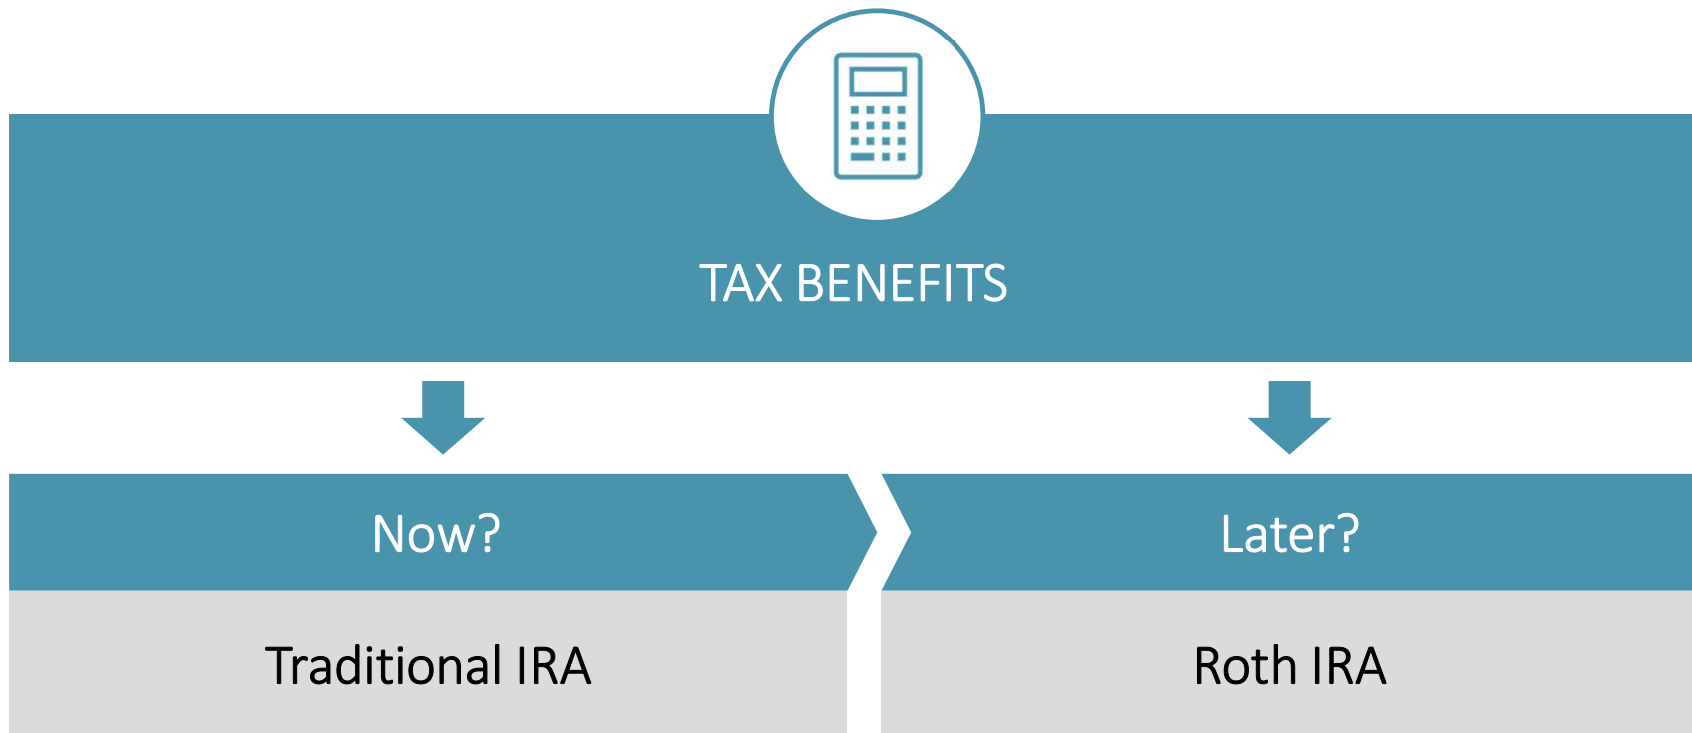 TAX BENEFITS
Now?
Later?
Traditional IRA
Roth IRA